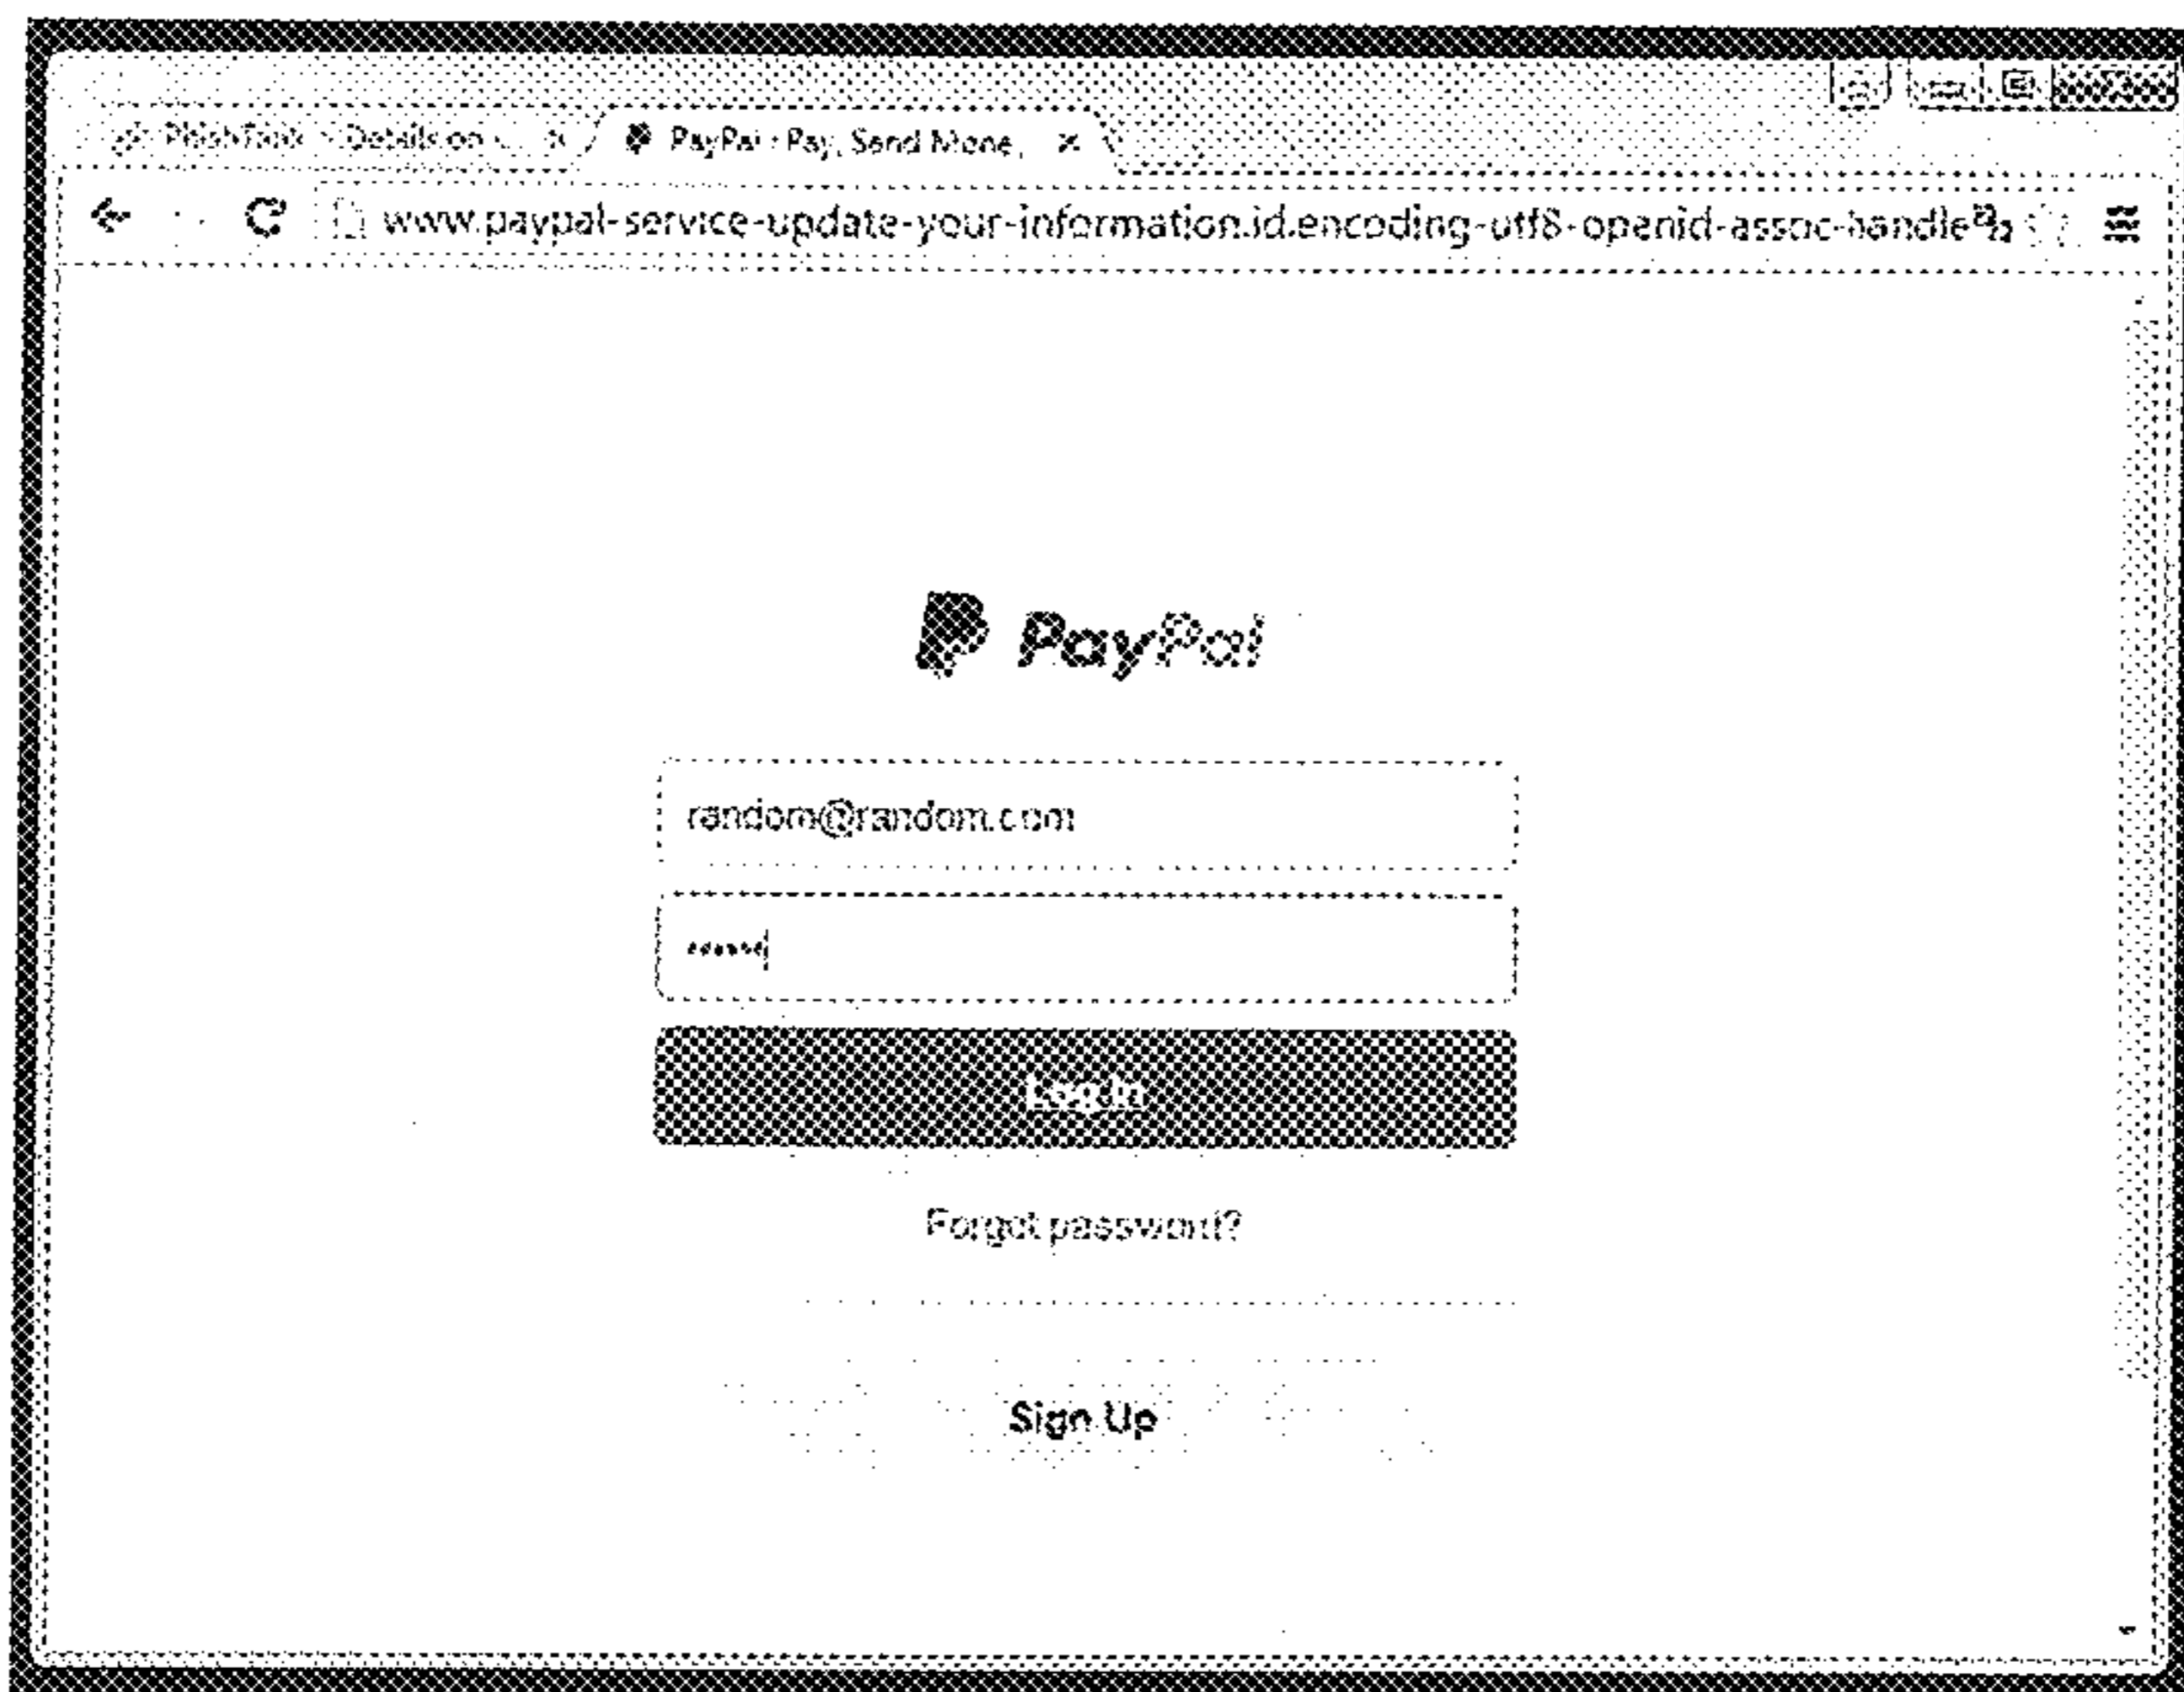 PhishTank Details on
PayPal: Pay, Send Mone
www.paypal-service-update-your-information.id.encoding-utf8-openid-assoc-handle
PayPal
random@random.com
Log In
Forgot password?
Sign Up